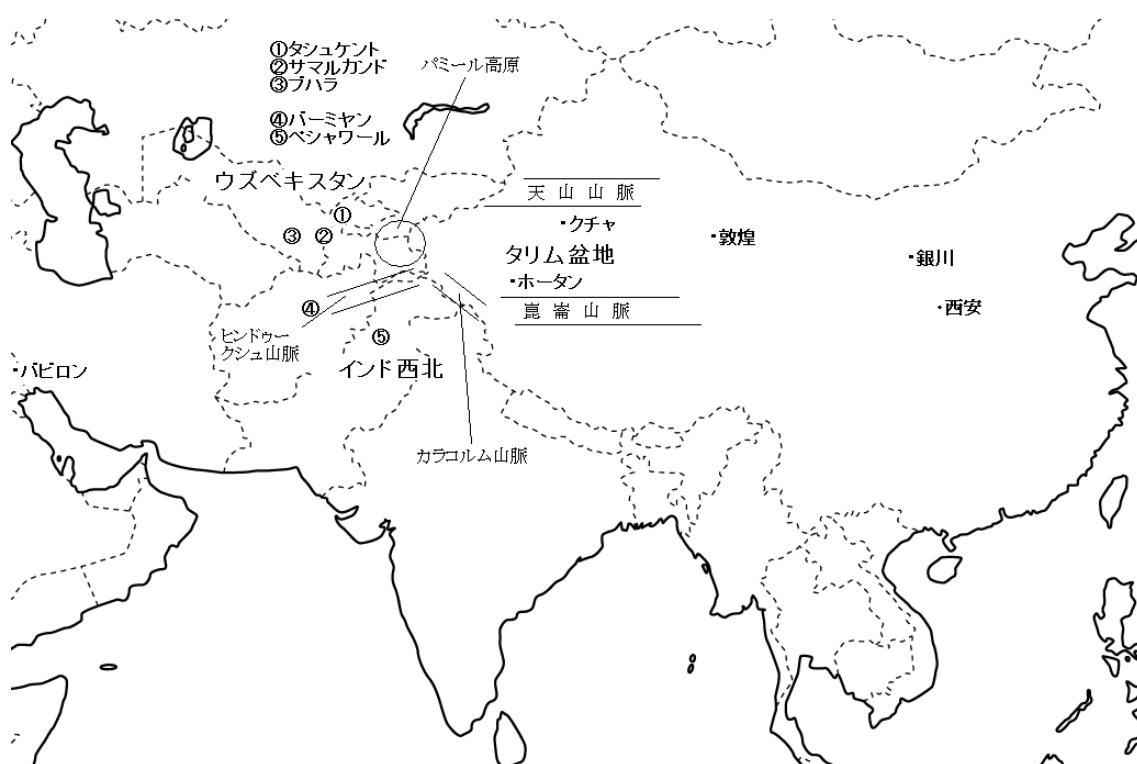 ①タシュケント
②サマルカンド
③ブハラ
④バーミヤン
⑤ペシャワール
パミール高原
ウズベキスタン
天山山脈
①
・クチャ
③
②
・敦煌
タリム盆地
・銀川
・ホータン
④
崑崙山脈
・西安
ヒンドゥー
クシュ山脈
⑤
・バビロン
インド西北
カラコルム山脈